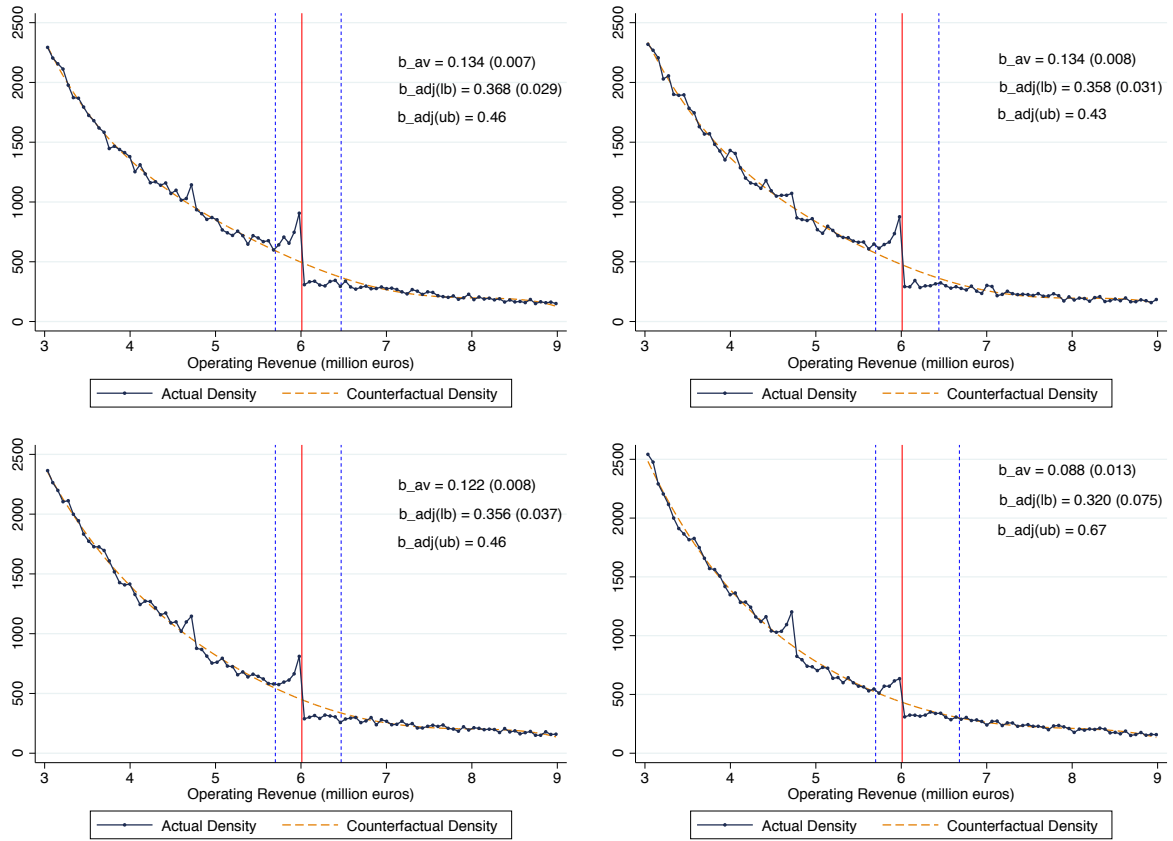 2500
2000
1500
1000
500
0
b_av = 0.134 (0.007)
b_adj(lb) = 0.368 (0.029)
b_adj(ub) = 0.46
3 4 5 6 7 8 9
Operating Revenue (million euros)
Actual Density Counterfactual Density
2500
2000
1500
1000
500
0
b_av = 0.134 (0.008)
b_adj(lb) = 0.358 (0.031)
b_adj(ub) = 0.43
3 4 5 6 7 8 9
Operating Revenue (million euros)
Actual Density Counterfactual Density
2500
2000
1500
1000
500
0
b_av = 0.122 (0.008)
b_adj(lb) = 0.356 (0.037)
b_adj(ub) = 0.46
3 4 5 6 7 8 9
Operating Revenue (million euros)
Actual Density Counterfactual Density
2500
2000
1500
1000
500
0
b_av = 0.088 (0.013)
b_adj(lb) = 0.320 (0.075)
b_adj(ub) = 0.67
3 4 5 6 7 8 9
Operating Revenue (million euros)
Actual Density Counterfactual Density